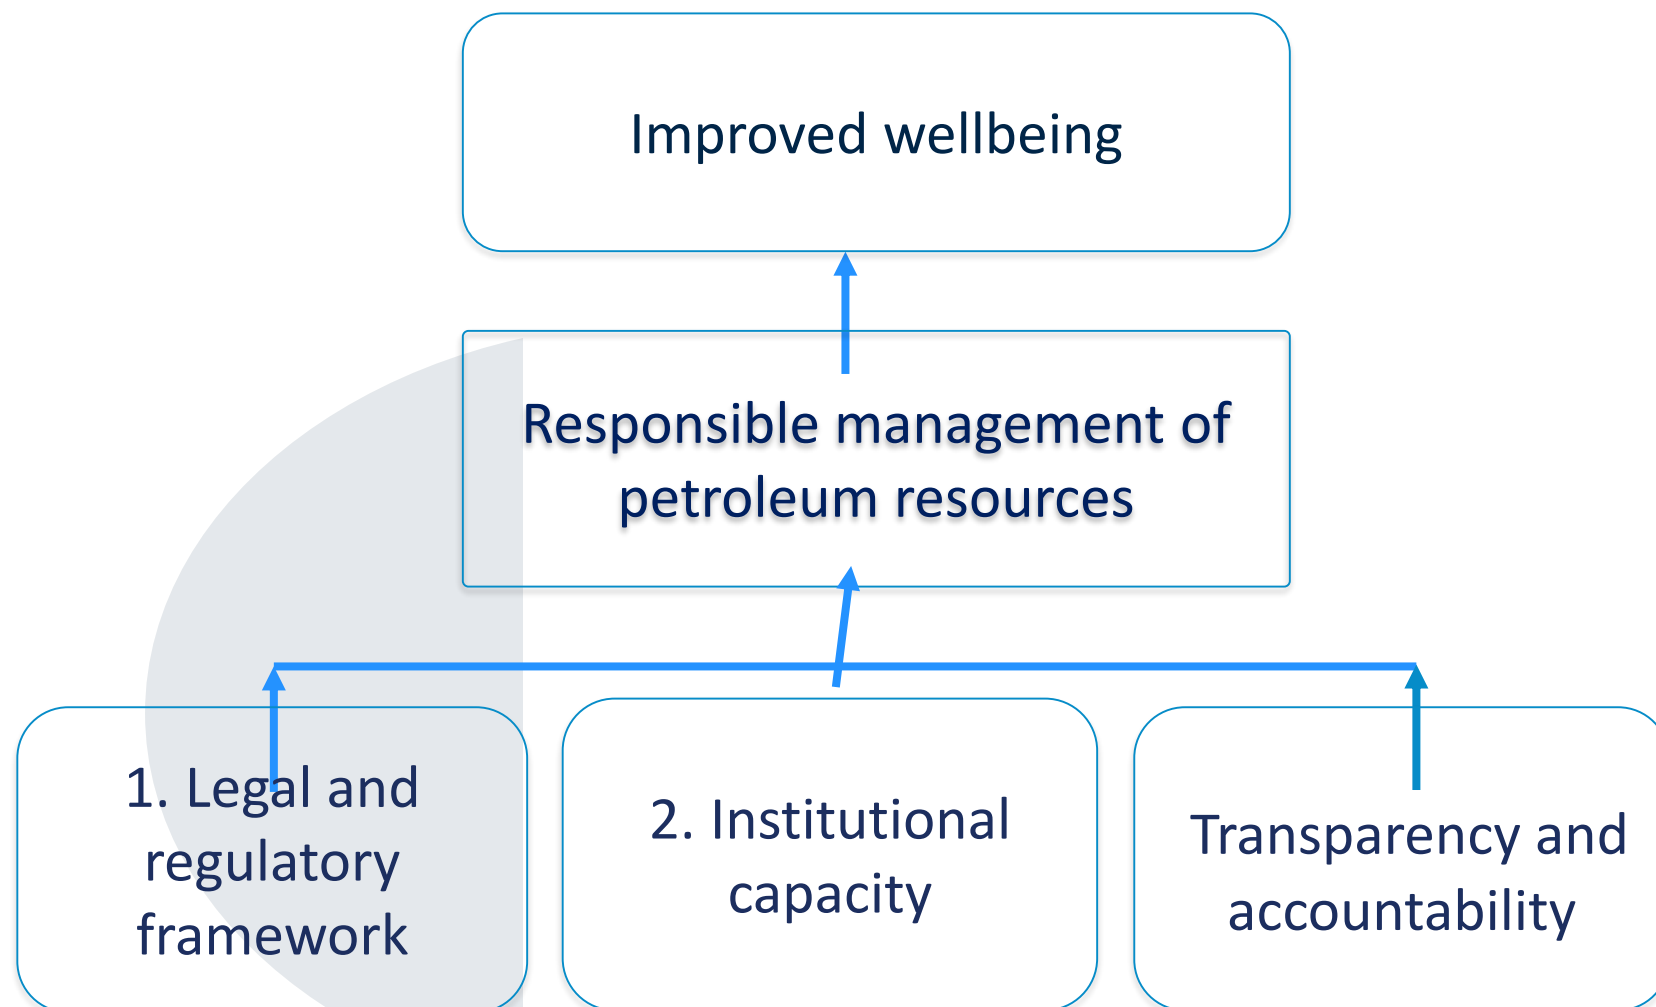 Improved wellbeing
Responsible management of
petroleum resources
1. Legal and
regulatory
framework
2. Institutional
capacity
Transparency and
accountability